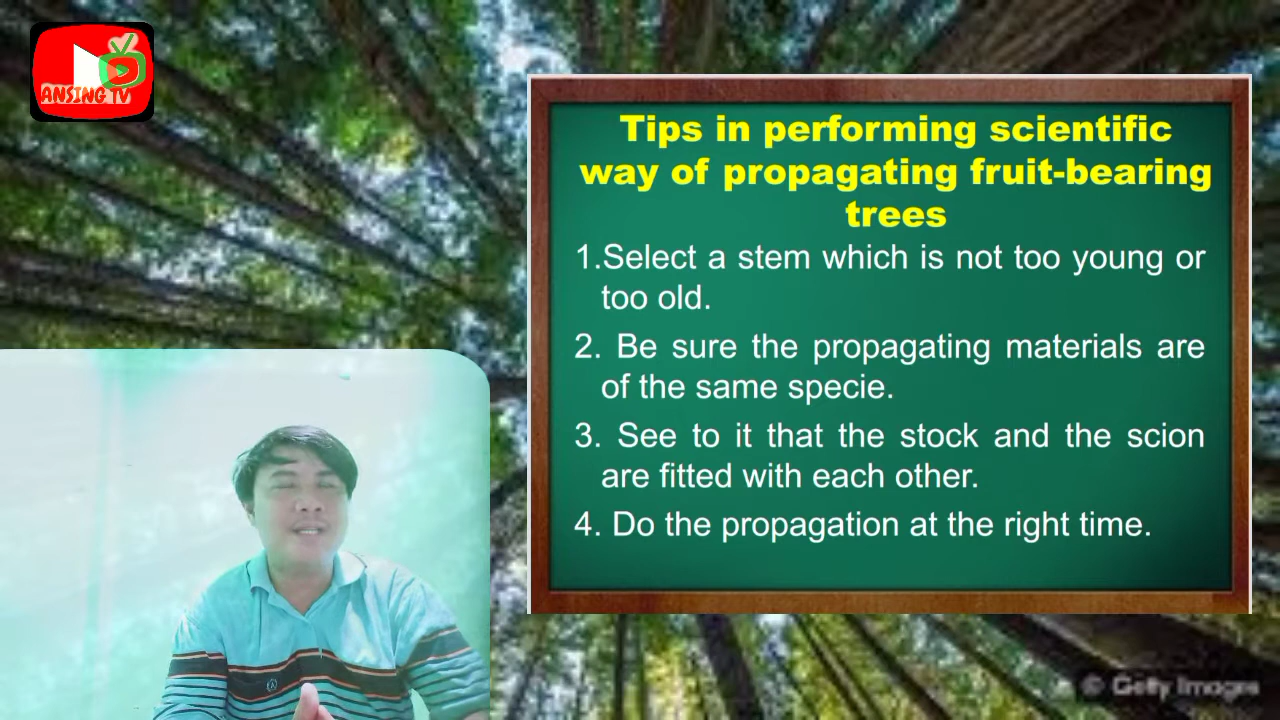 ANSING TV
Tips in performing scientific
way of propagating fruit-bearing
trees
1.Select a stem which is not too young or
too old.
2. Be sure the propagating materials are
of the same specie.
3. See to it that the stock and the scion
are fitted with each other.
4. Do the propagation at the right time.
© Getty Images